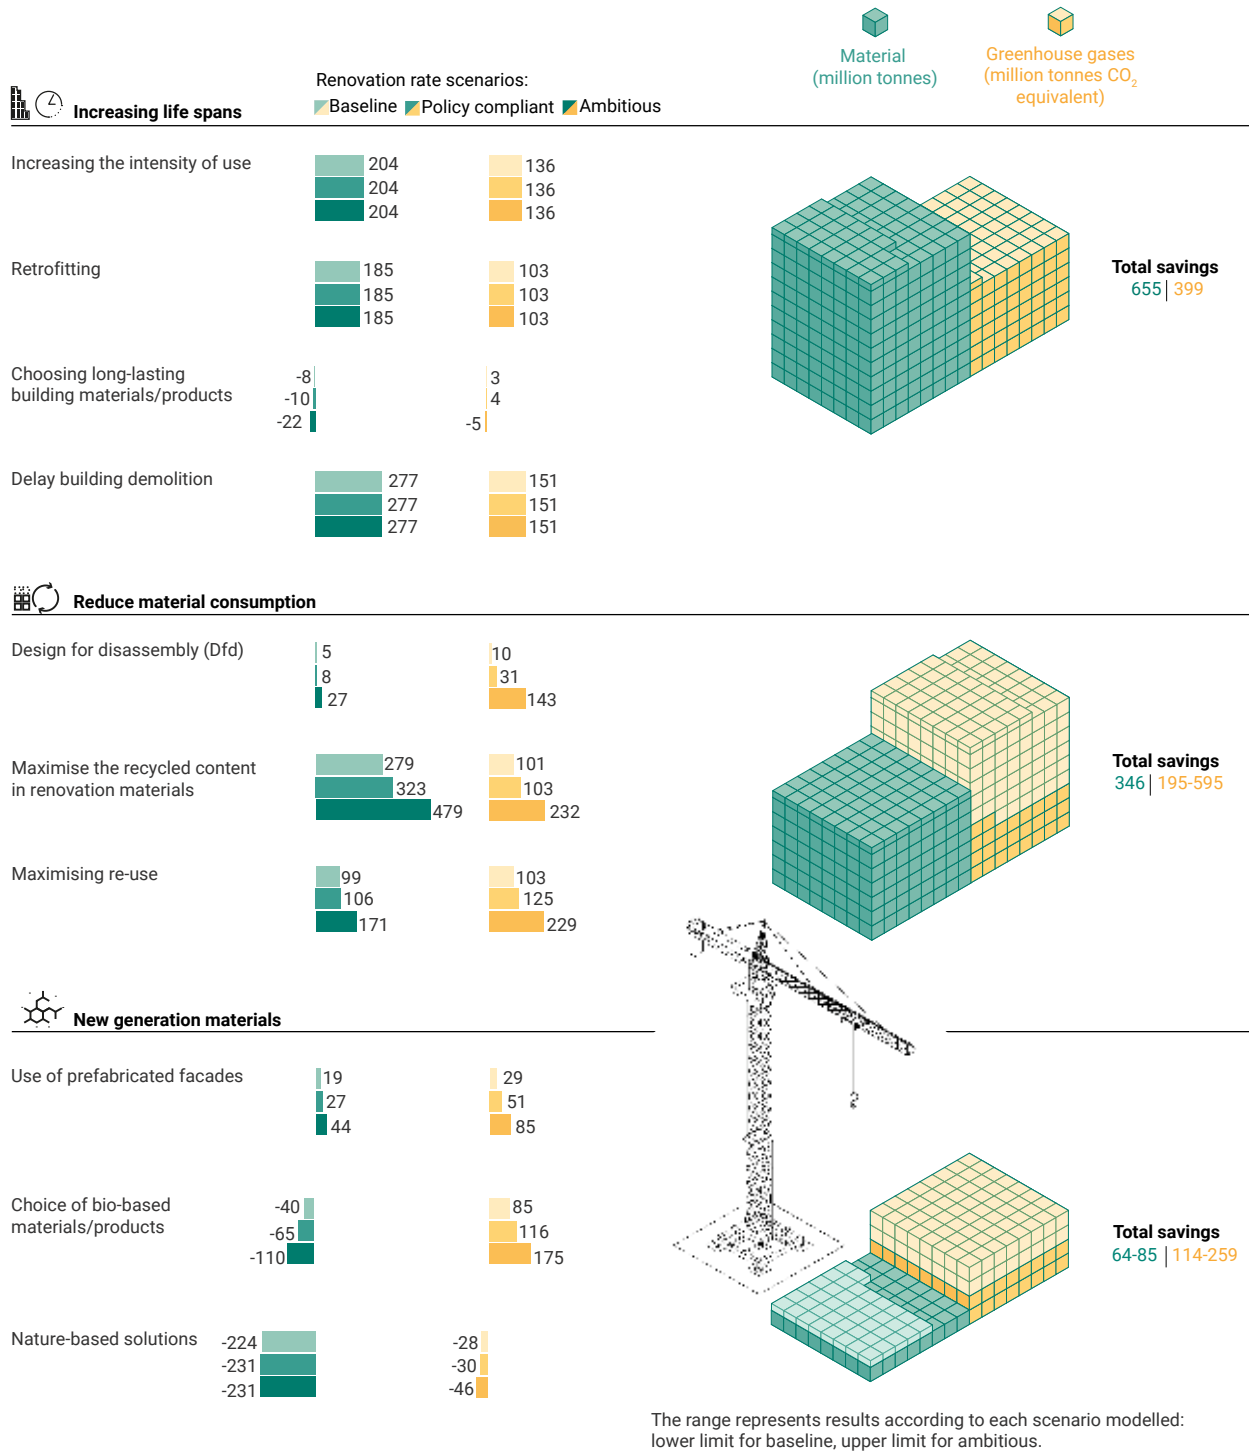 Material
(million tonnes)
Greenhouse gases
(million tonnes CO₂
equivalent)
Renovation rate scenarios:
Baseline Policy compliant Ambitious
Increasing life spans
Increasing the intensity of use
204
204
204
136
136
136
Retrofitting
185
185
185
103
103
103
Total savings
655 | 399
Choosing long-lasting
building materials/products
-8
-10
-22
3
4
-5
Delay building demolition
277
277
277
151
151
151
Reduce material consumption
Design for disassembly (Dfd)
5
8
27
10
31
143
Maximise the recycled content
in renovation materials
279
323
479
101
103
232
Total savings
346 | 195-595
Maximising re-use
99
106
171
103
125
229
New generation materials
Use of prefabricated facades
19
27
44
29
51
85
Choice of bio-based
materials/products
-40
-65
-110
85
116
175
Total savings
64-85 | 114-259
Nature-based solutions
-224
-231
-231
-28
-30
-46
The range represents results according to each scenario modelled:
lower limit for baseline, upper limit for ambitious.